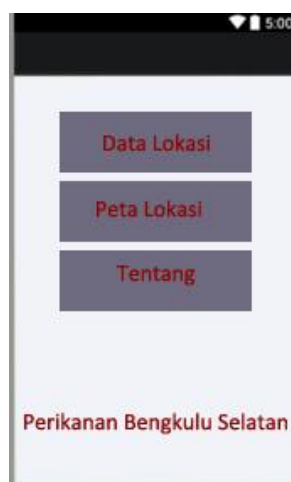 5:00
Data Lokasi
Peta Lokasi
Tentang
Perikanan Bengkulu Selatan